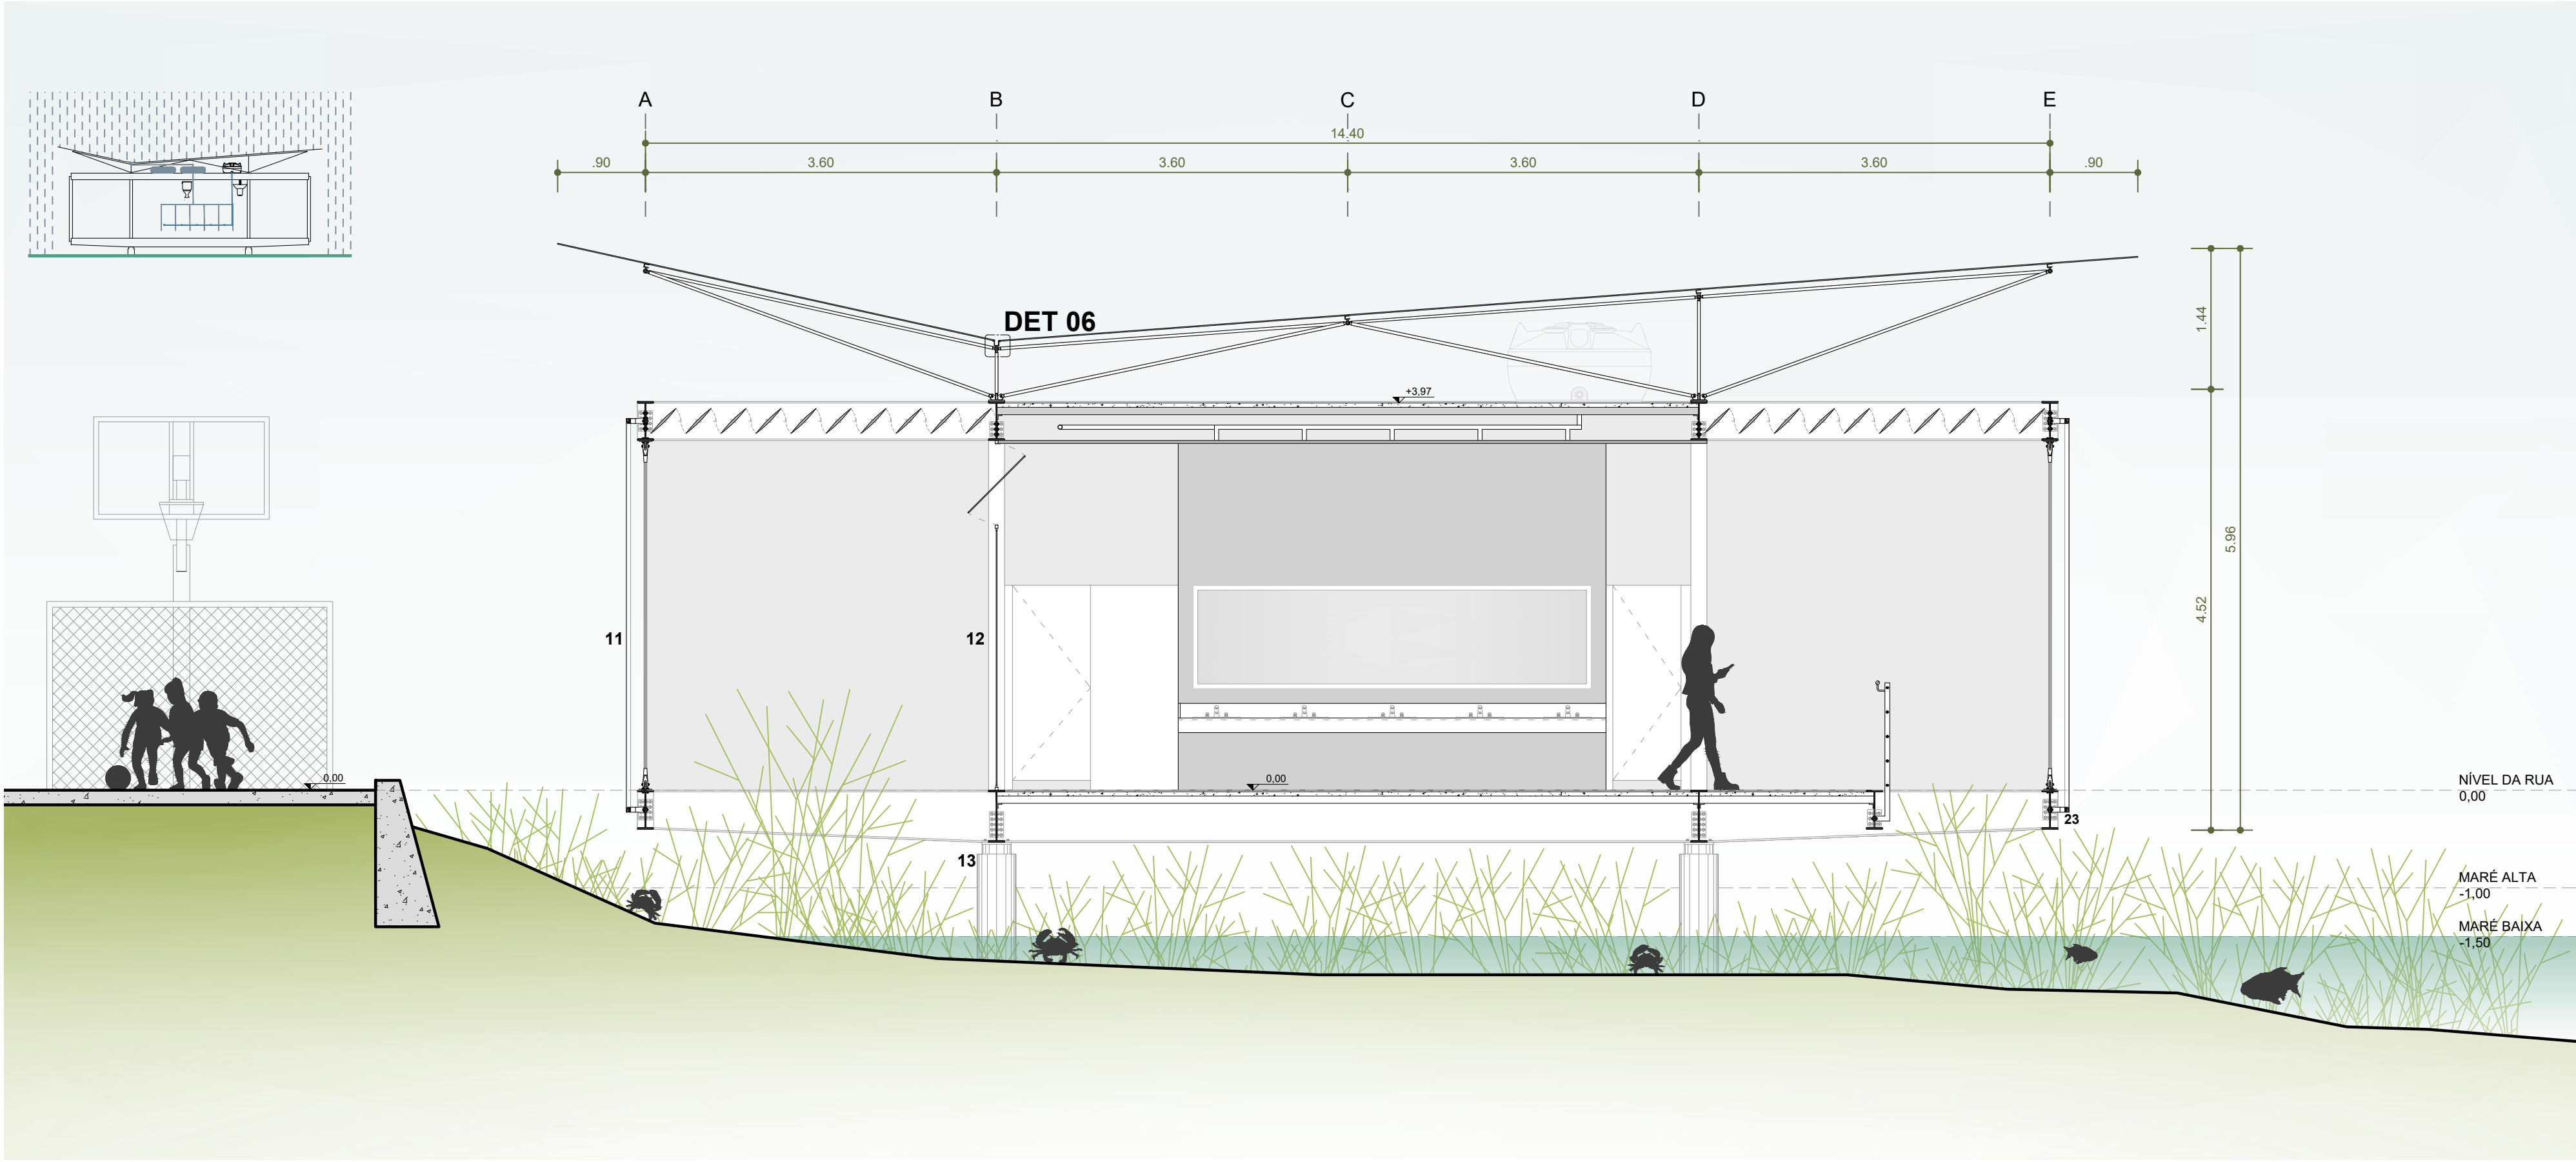 A B C D E
14.40
.90 3.60 3.60 3.60 3.60 .90
DET 06
1.44
+3,97
5.96
4.52
11 12
0,00 0,00
NÍVEL DA RUA
0,00
23
13
MARÉ ALTA
-1,00
MARÉ BAIXA
-1,50